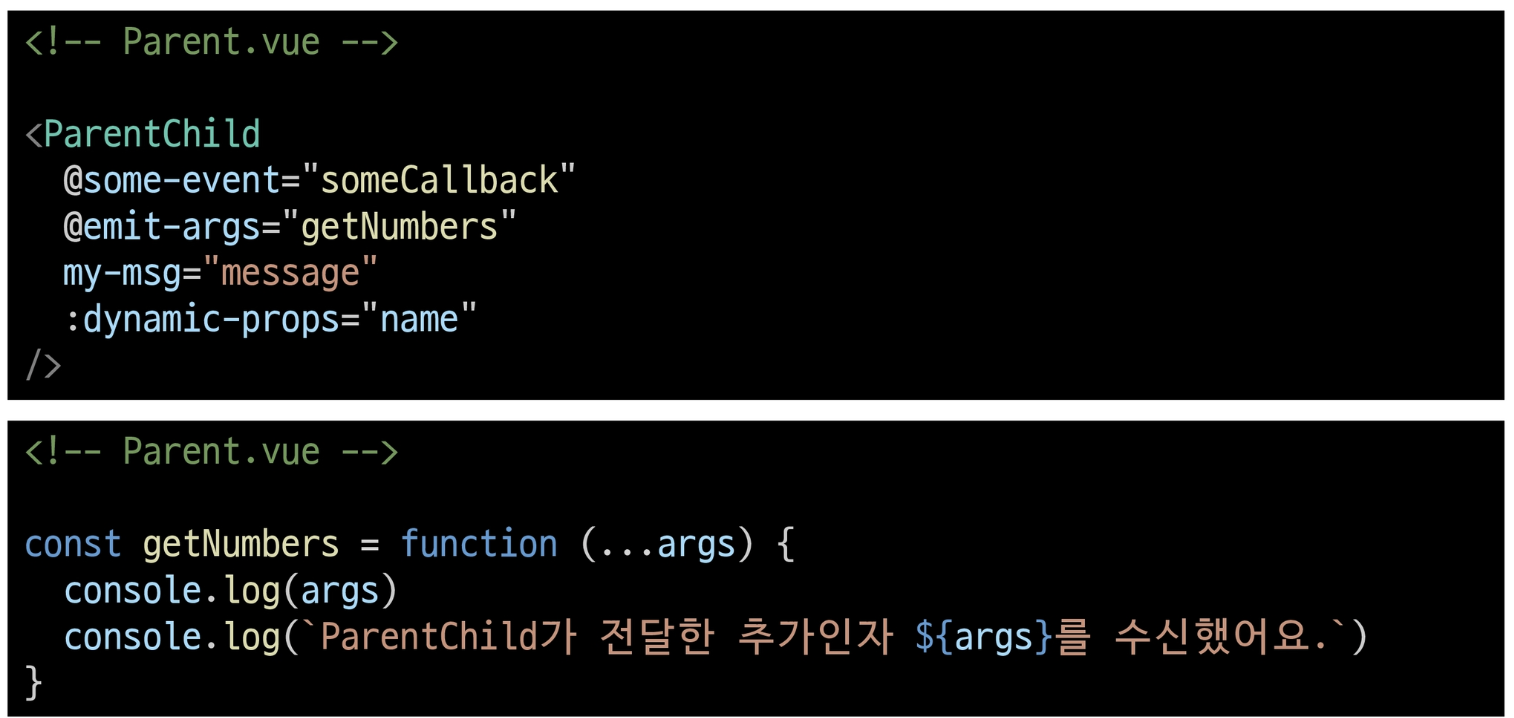 <!-- Parent.vue -->
<ParentChild
@some-event="someCallback"
@emit-args="getNumbers"
my-msg="message"
:dynamic-props="name"
/>
<!-- Parent.vue -->
const getNumbers = function (...args) {
console.log(args)
console.log(`ParentChild가 전달한 추가인자 ${args}를 수신했어요.`)
}